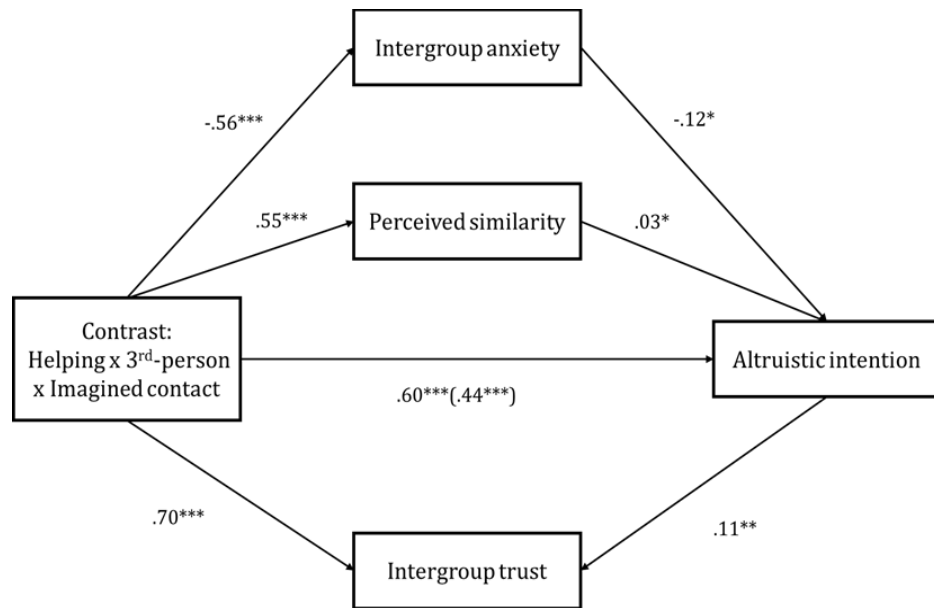 Intergroup anxiety
-.56***
-.12*
Perceived similarity
.55***
.03*
Contrast:
Helping x 3rd-person
x Imagined contact
Altruistic intention
.60***(.44***)
.70***
.11**
Intergroup trust